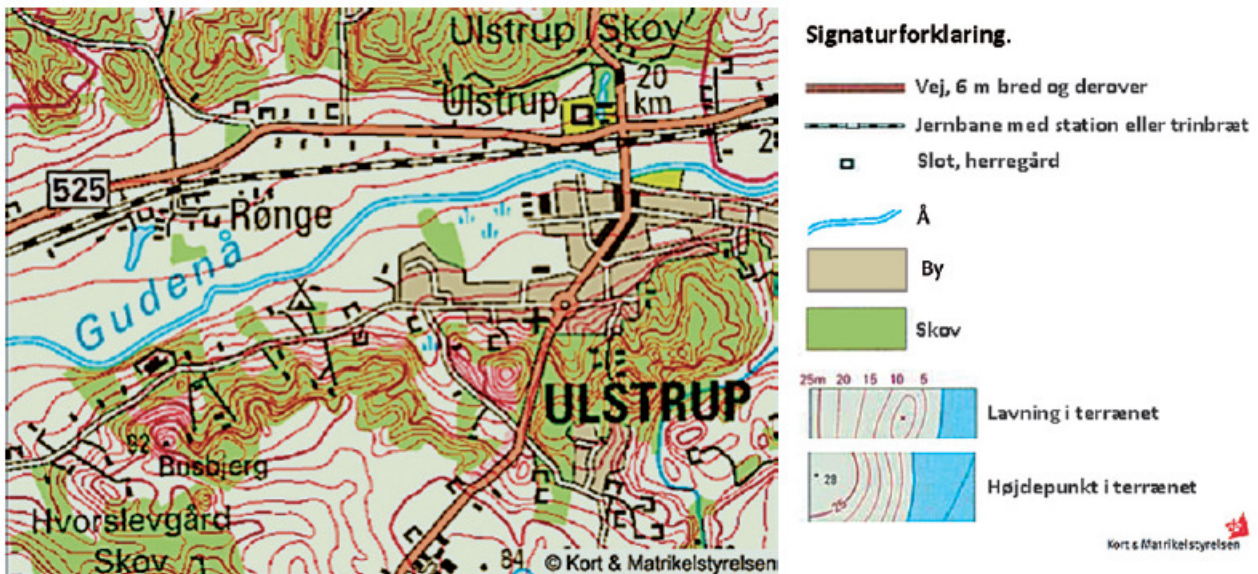 Ulstrup Skov
20
km
Ulstrup
525
Rønge
Gudenå
ULSTRUP
82
Busbjerg
Hvorslevgård
Skov
84
© Kort & Matrikelstyrelsen
Signaturforklaring.
Vej, 6 m bred og derover
Jernbane med station eller trinbræt
Slot, herregård
Å
By
Skov
25m 20 15 10 5
Lavning i terrænet
28
25
Højdepunkt i terrænet
Kort & Matrikelstyrelsen